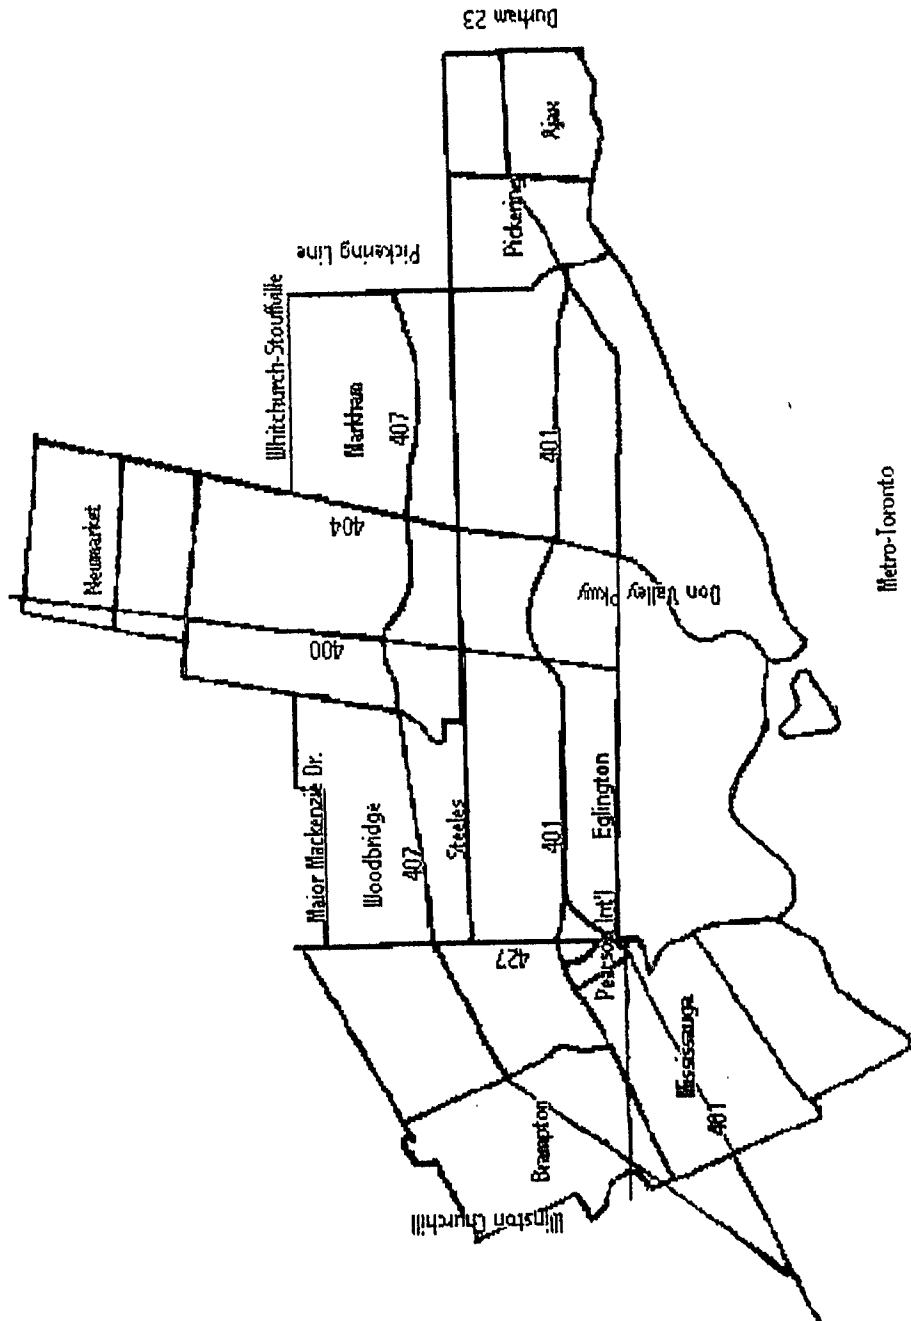 Durham 23
Ajax
Pickering
Pickering Line
Whitchurch-Stouffville
Markham
407
401
Newmarket
404
400
Don Valley
Pkwy
Metro-Toronto
Major Mackenzie Dr.
Woodbridge
407
Steeles
401
Eglington
427
Pearson Int'l
Mississauga
401
Brampton
Winston Churchill